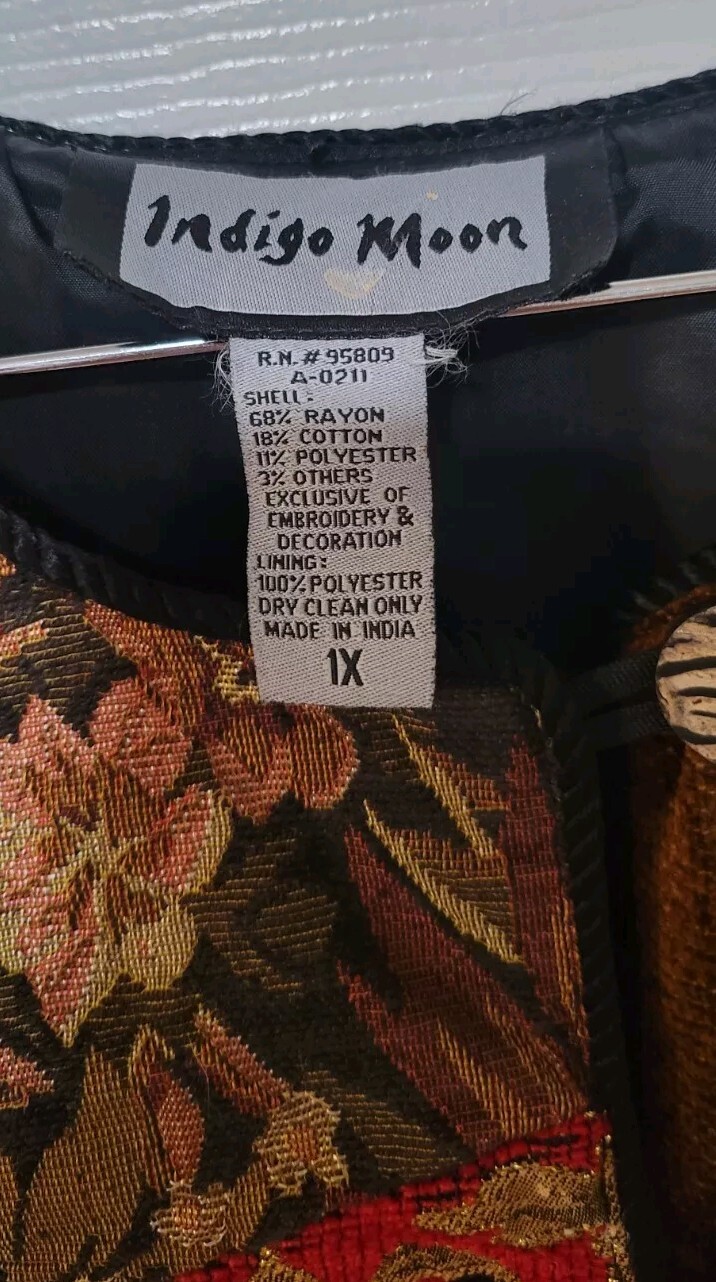 Indigo Moon
R.N. # 95809
A-0211
SHELL:
68% RAYON
18% COTTON
11% POLYESTER
3% OTHERS
EXCLUSIVE OF
EMBROIDERY &
DECORATION
LINING:
100% POLYESTER
DRY CLEAN ONLY
MADE IN INDIA
1X